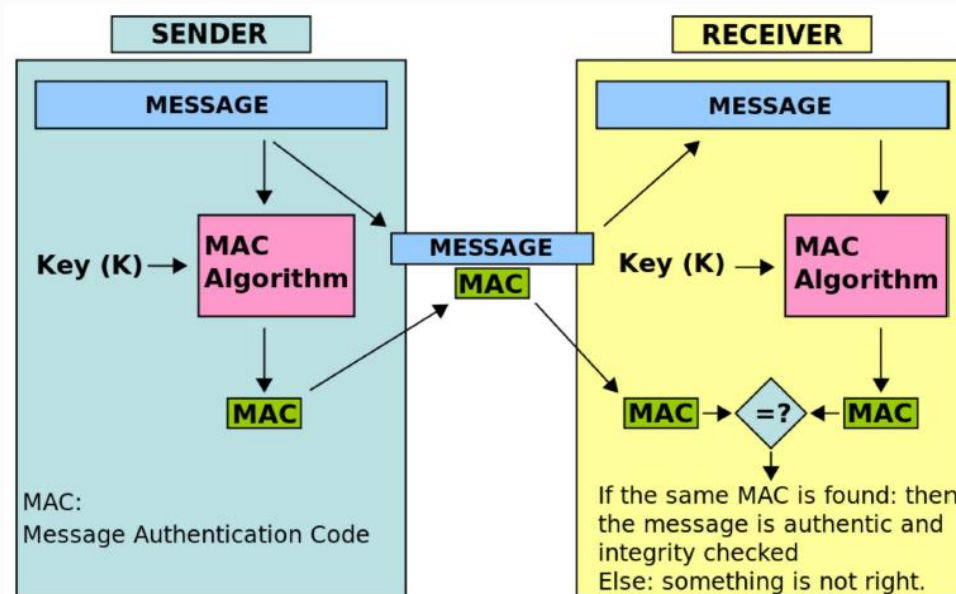 SENDER
MESSAGE
Key (K)
MAC
Algorithm
MAC
MAC:
Message Authentication Code
MESSAGE
MAC
RECEIVER
MESSAGE
Key (K)
MAC
Algorithm
MAC
=?
MAC
If the same MAC is found: then
the message is authentic and
integrity checked
Else: something is not right.